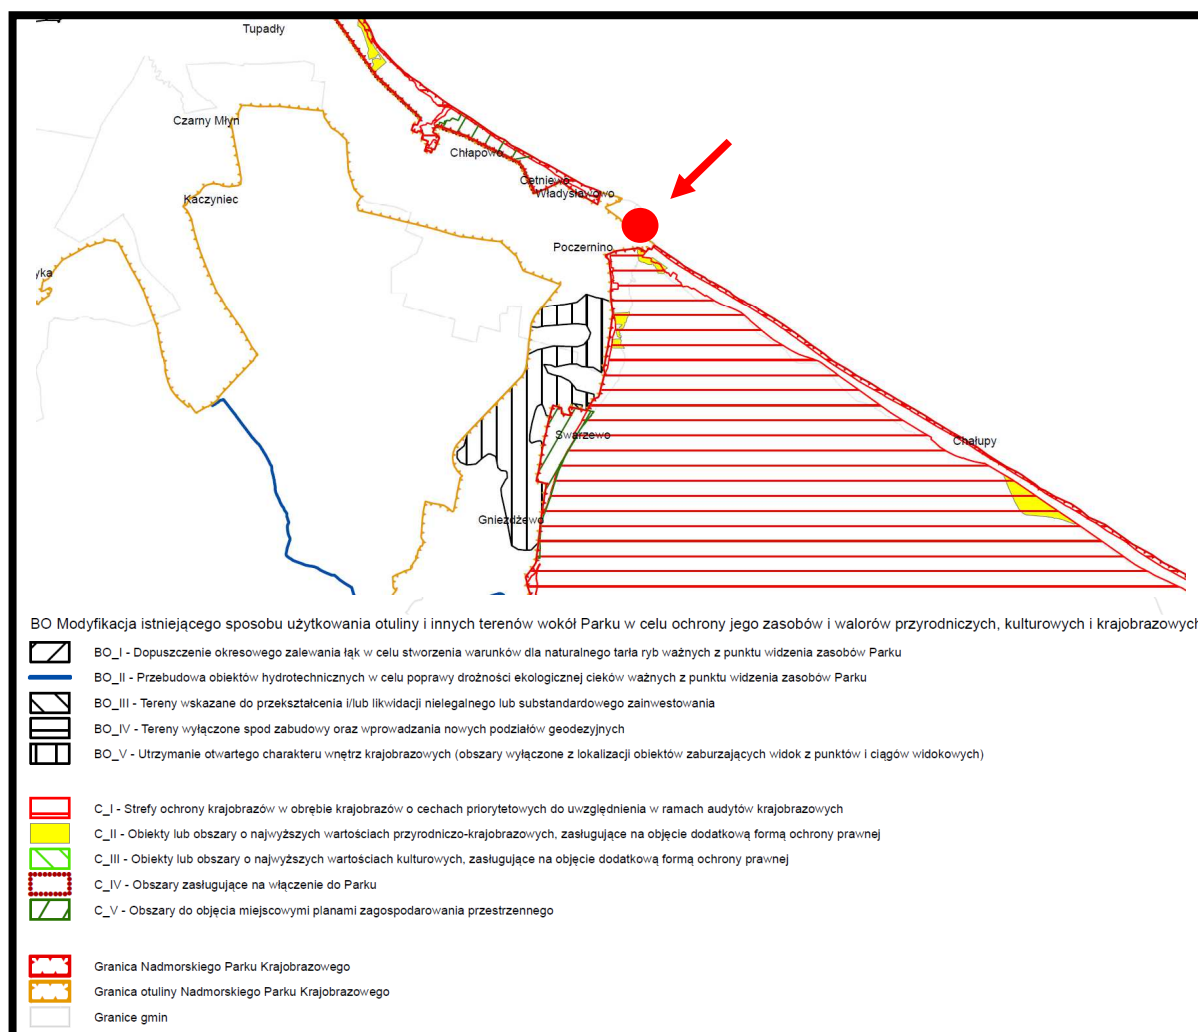 Tupadły
Czarny Młyn
Chłapowo
Cetniewo
Władysławowo
Kaczyniec
Poczernino
yka
Swarzewo
Chałupy
Gnieżdżewo
BO Modyfikacja istniejącego sposobu użytkowania otuliny i innych terenów wokół Parku w celu ochrony jego zasobów i walorów przyrodniczych, kulturowych i krajobrazowych
BO_I - Dopuszczenie okresowego zalewania łąk w celu stworzenia warunków dla naturalnego tarła ryb ważnych z punktu widzenia zasobów Parku
BO_II - Przebudowa obiektów hydrotechnicznych w celu poprawy drożności ekologicznej cieków ważnych z punktu widzenia zasobów Parku
BO_III - Tereny wskazane do przekształcenia i/lub likwidacji nielegalnego lub substandardowego zainwestowania
BO_IV - Tereny wyłączone spod zabudowy oraz wprowadzania nowych podziałów geodezyjnych
BO_V - Utrzymanie otwartego charakteru wnętrz krajobrazowych (obszary wyłączone z lokalizacji obiektów zaburzających widok z punktów i ciągów widokowych)
C_I - Strefy ochrony krajobrazów w obrębie krajobrazów o cechach priorytetowych do uwzględnienia w ramach audytów krajobrazowych
C_II - Obiekty lub obszary o najwyższych wartościach przyrodniczo-krajobrazowych, zasługujące na objęcie dodatkową formą ochrony prawnej
C_III - Obiekty lub obszary o najwyższych wartościach kulturowych, zasługujące na objęcie dodatkową formą ochrony prawnej
C_IV - Obszary zasługujące na włączenie do Parku
C_V - Obszary do objęcia miejscowymi planami zagospodarowania przestrzennego
Granica Nadmorskiego Parku Krajobrazowego
Granica otuliny Nadmorskiego Parku Krajobrazowego
Granice gmin